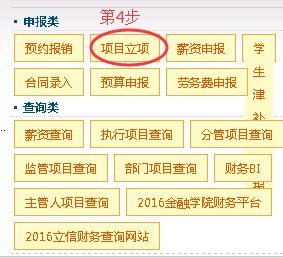 第4步
申报类
预约报销 项目立项 薪资申报 学生津补
合同录入 预算申报 劳务费申报
查询类
薪资查询 执行项目查询 分管项目查询
监管项目查询 部门项目查询 财务BI 报
主管人项目查询 2016金融学院财务平台
2016立信财务查询网站